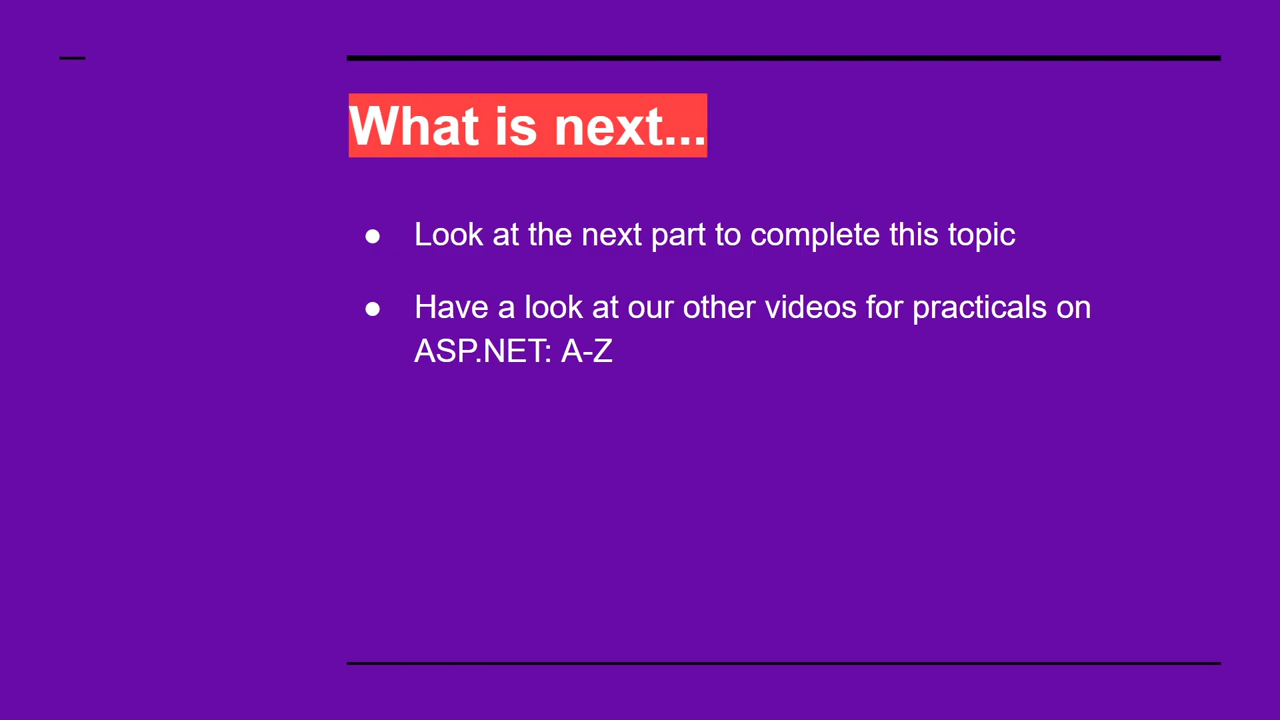 What is next...
● Look at the next part to complete this topic
● Have a look at our other videos for practicals on
ASP.NET: A-Z